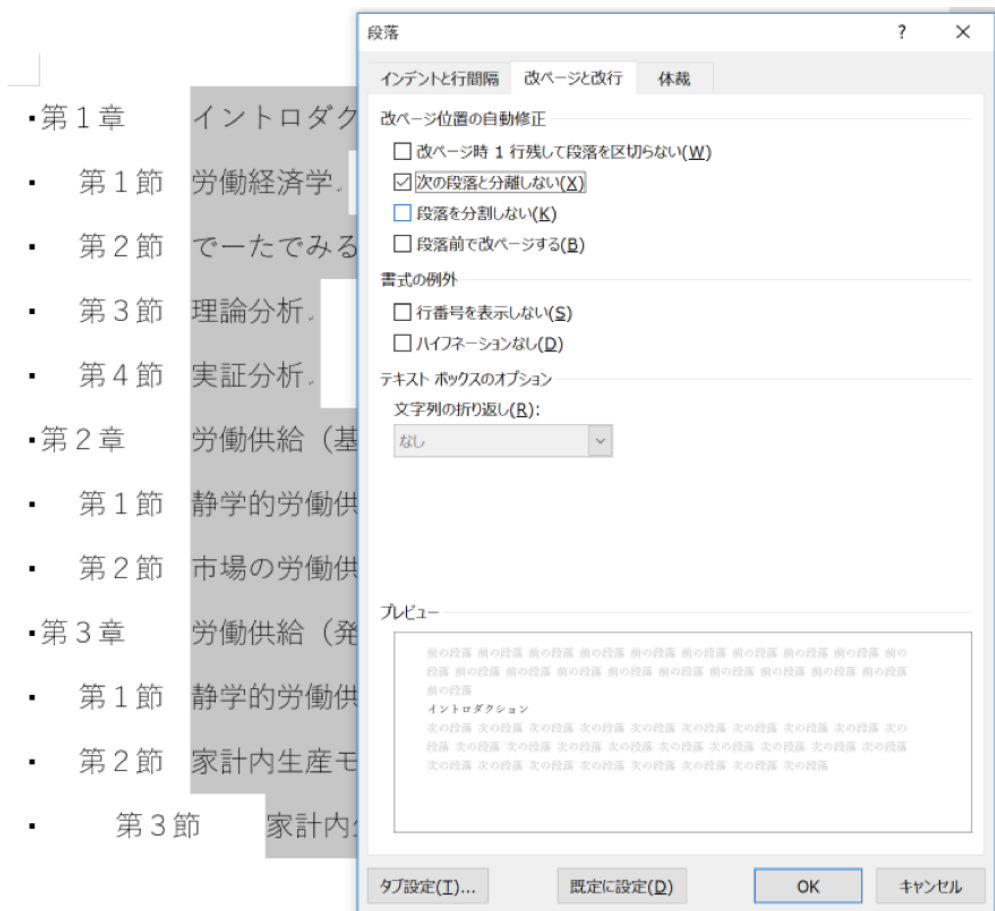 段落
?
×
インデントと行間隔
改ページと改行
体裁
改ページ位置の自動修正
改ページ時 1 行残して段落を区切らない(W)
次の段落と分離しない(X)
段落を分割しない(K)
段落前で改ページする(B)
書式の例外
行番号を表示しない(S)
ハイフネーションなし(D)
テキスト ボックスのオプション
文字列の折り返し(R):
なし
プレビュー
前の段落 前の段落 前の段落 前の段落 前の段落 前の段落 前の段落 前の段落 前の段落 前の
段落 前の段落 前の段落 前の段落 前の段落 前の段落 前の段落 前の段落 前の段落 前の段落
前の段落
イントロダクション
次の段落 次の段落 次の段落 次の段落 次の段落 次の段落 次の段落 次の段落 次の段落 次の
段落 次の段落 次の段落 次の段落 次の段落 次の段落 次の段落 次の段落 次の段落 次の段落
次の段落 次の段落 次の段落 次の段落 次の段落 次の段落 次の段落 次の段落
タブ設定(T)...
既定に設定(D)
OK
キャンセル
▪第1章 イントロダク
▪ 第1節 労働経済学
▪ 第2節 でーたでみる
▪ 第3節 理論分析
▪ 第4節 実証分析
▪第2章 労働供給（基
▪ 第1節 静学的労働供
▪ 第2節 市場の労働供
▪第3章 労働供給（発
▪ 第1節 静学的労働供
▪ 第2節 家計内生産モ
▪ 第3節 家計内